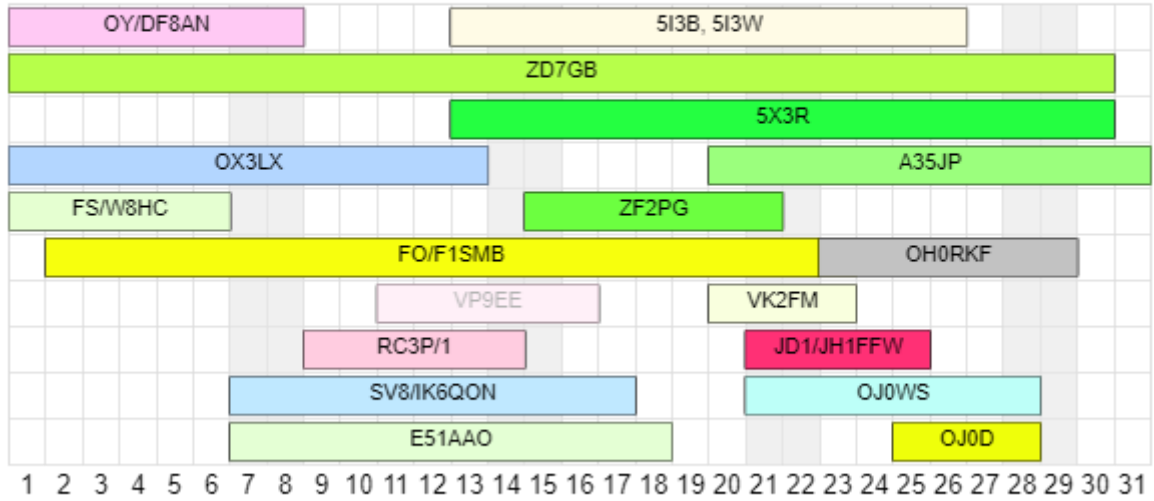 OY/DF8AN 5I3B, 5I3W
ZD7GB
5X3R
OX3LX A35JP
FS/W8HC ZF2PG
FO/F1SMB OH0RKF
VP9EE VK2FM
RC3P/1 JD1/JH1FFW
SV8/IK6QON OJ0WS
E51AAO OJ0D
1 2 3 4 5 6 7 8 9 10 11 12 13 14 15 16 17 18 19 20 21 22 23 24 25 26 27 28 29 30 31